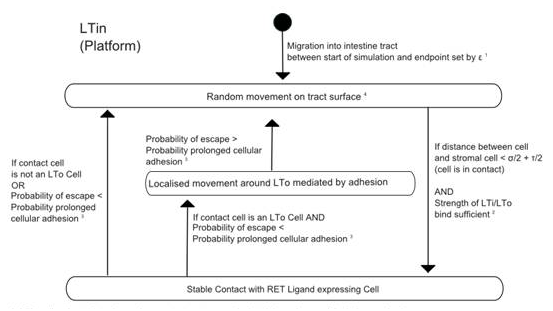 LTin
(Platform)
Migration into intestine tract
between start of simulation and endpoint set by ε ¹
Random movement on tract surface ⁴
If contact cell
is not an LTo Cell
OR
Probability of escape <
Probability prolonged
cellular adhesion ³
Probability of escape >
Probability prolonged cellular
adhesion ³
If distance between cell
and stromal cell < σ/2 + τ/2
(cell is in contact)
AND
Strength of LTi/LTo
bind sufficient ²
Localised movement around LTo mediated by adhesion
If contact cell is an LTo Cell AND
Probability of escape <
Probability prolonged cellular adhesion ³
Stable Contact with RET Ligand expressing Cell